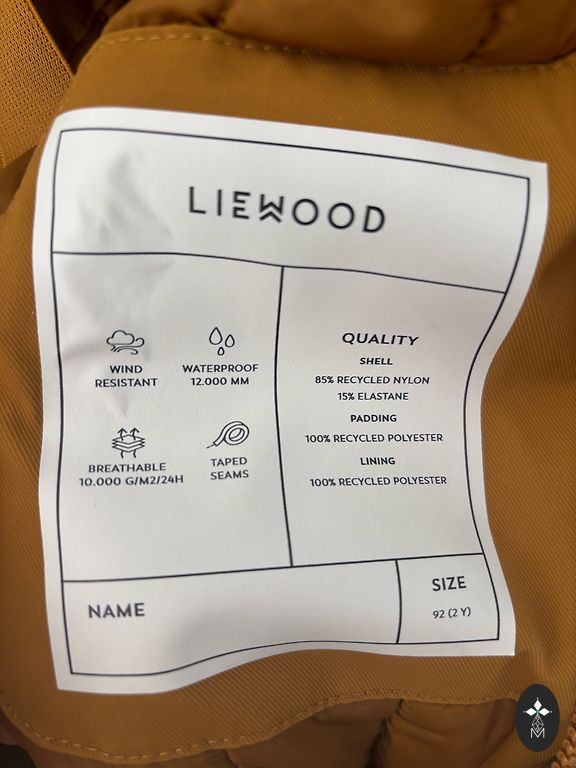 LIEWOOD
WIND
RESISTANT
WATERPROOF
12.000 MM
BREATHABLE
10.000 G/M2/24H
TAPED
SEAMS
QUALITY
SHELL
85% RECYCLED NYLON
15% ELASTANE
PADDING
100% RECYCLED POLYESTER
LINING
100% RECYCLED POLYESTER
NAME
SIZE
92 (2 Y)
M